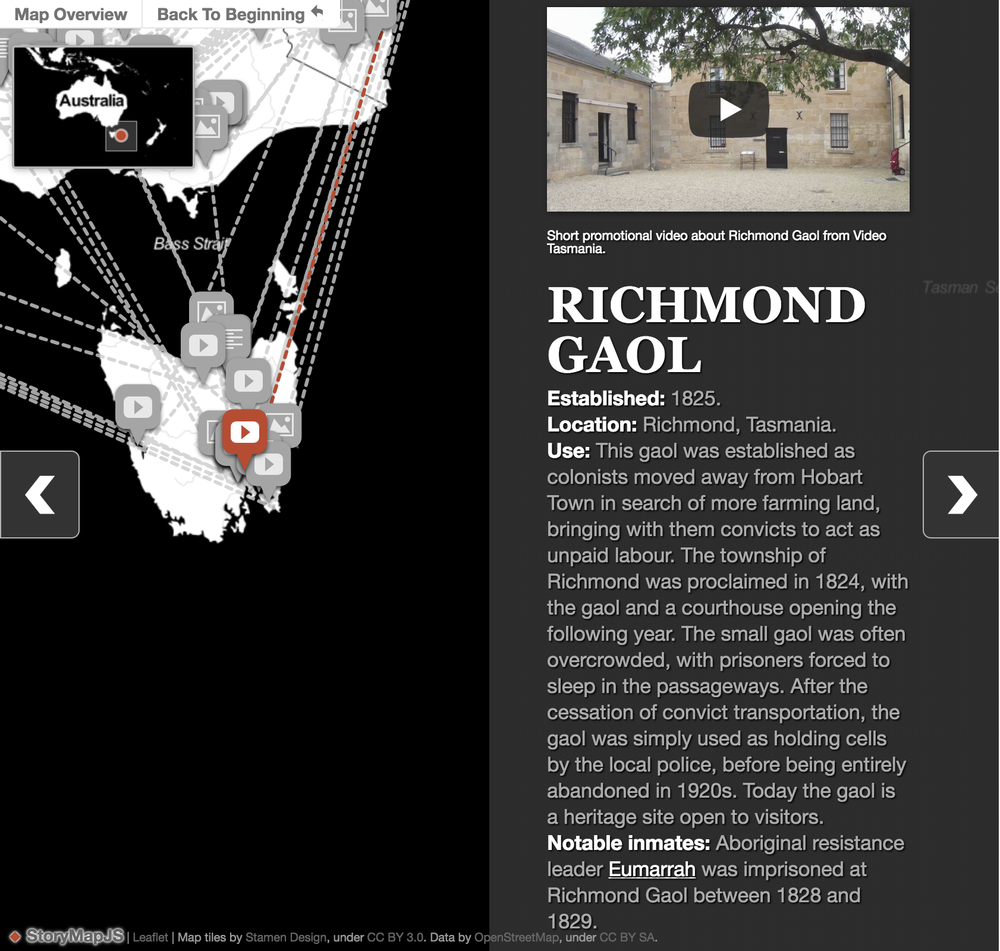 Map Overview
Back To Beginning
Australia
Bass Strait
Short promotional video about Richmond Gaol from Video
Tasmania.
Tasman
RICHMOND
GAOL
Established: 1825.
Location: Richmond, Tasmania.
Use: This gaol was established as
colonists moved away from Hobart
Town in search of more farming land,
bringing with them convicts to act as
unpaid labour. The township of
Richmond was proclaimed in 1824, with
the gaol and a courthouse opening the
following year. The small gaol was often
overcrowded, with prisoners forced to
sleep in the passageways. After the
cessation of convict transportation, the
gaol was simply used as holding cells
by the local police, before being entirely
abandoned in 1920s. Today the gaol is
a heritage site open to visitors.
Notable inmates: Aboriginal resistance
leader Eumarrah was imprisoned at
Richmond Gaol between 1828 and
1829.
StoryMapJS | Leaflet | Map tiles by Stamen Design, under CC BY 3.0. Data by OpenStreetMap, under CC BY SA.